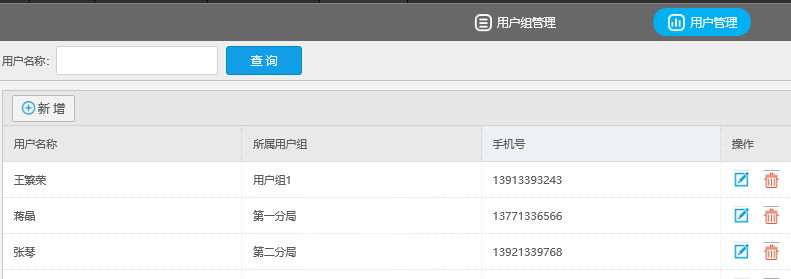 用户组管理 用户管理
用户名称: 查 询
新 增
用户名称 所属用户组 手机号 操作
王繁荣 用户组1 13913393243
蒋晶 第一分局 13771336566
张琴 第二分局 13921339768